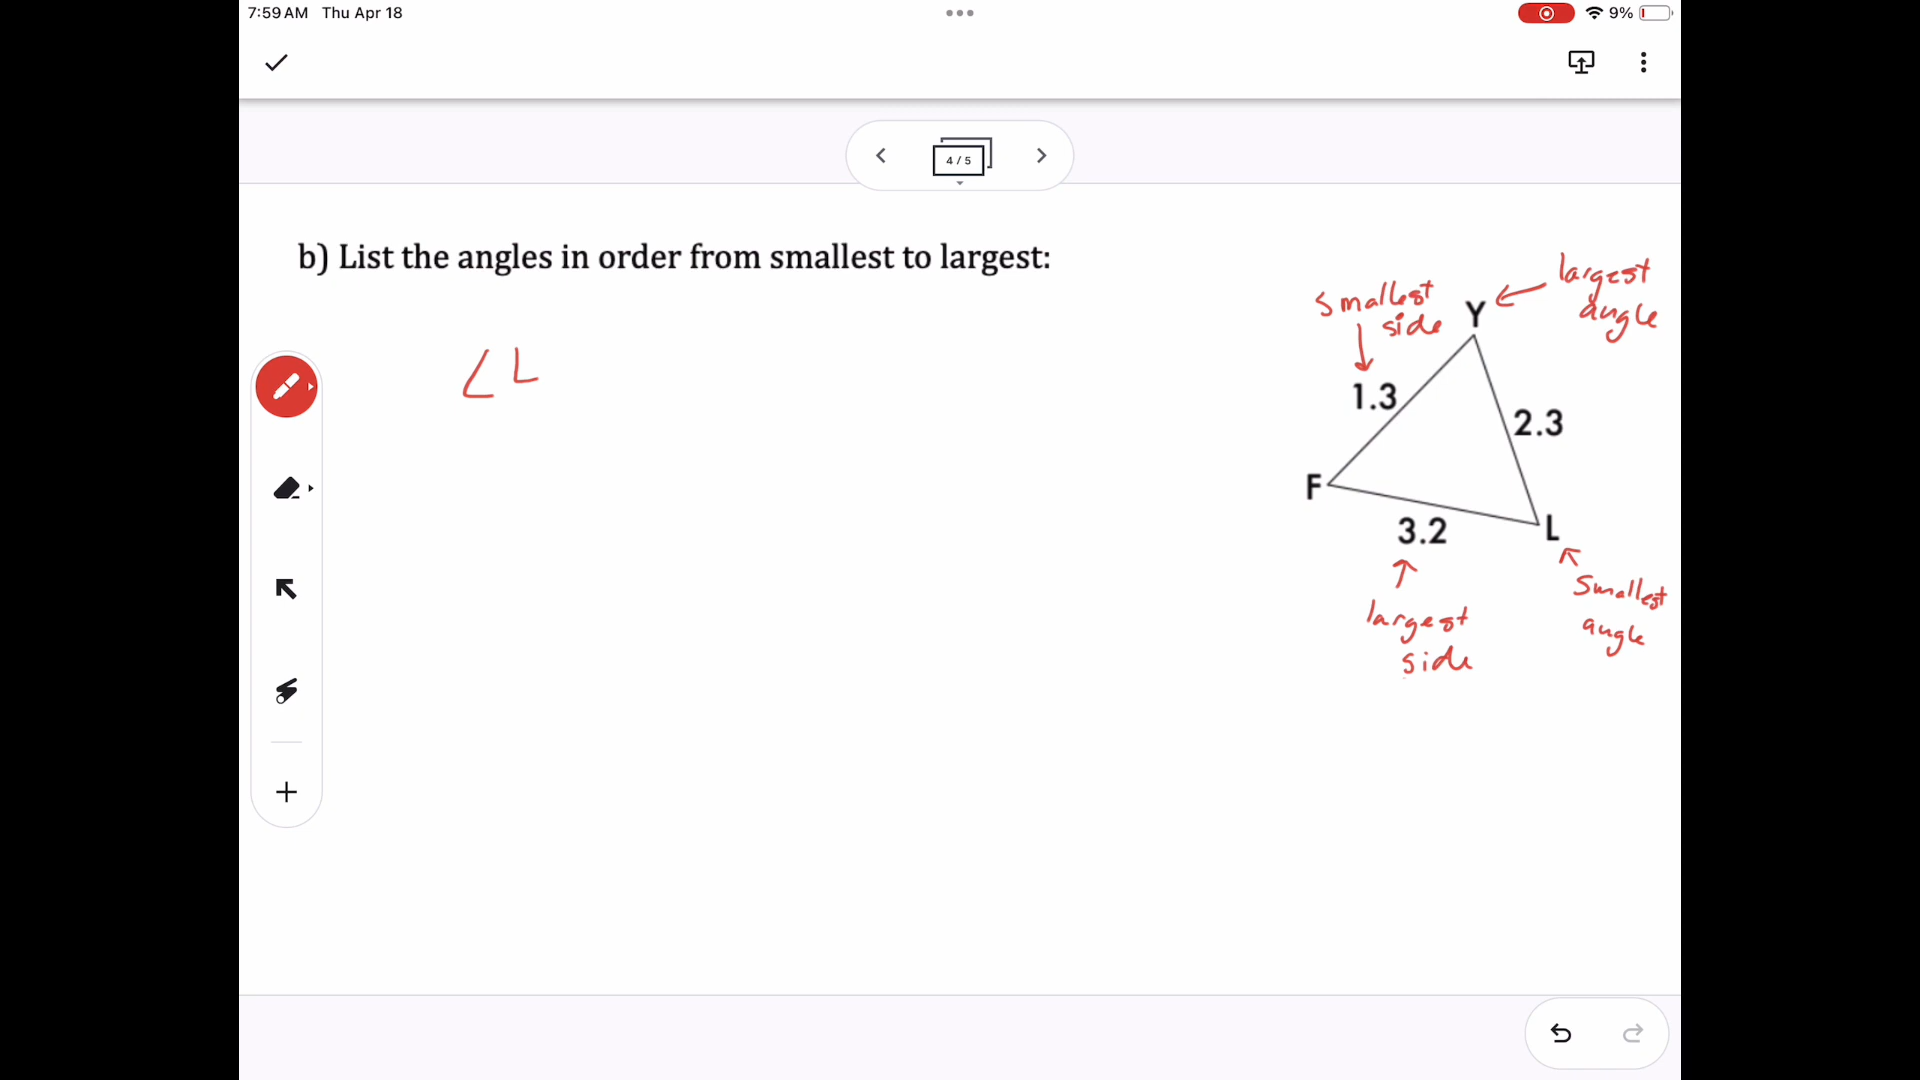 7:59 AM Thu Apr 18
9%
4 / 5
b) List the angles in order from smallest to largest:
largest
angle
smallest
side
Y
∠L
1.3
2.3
F
L
3.2
smallest
angle
largest
side